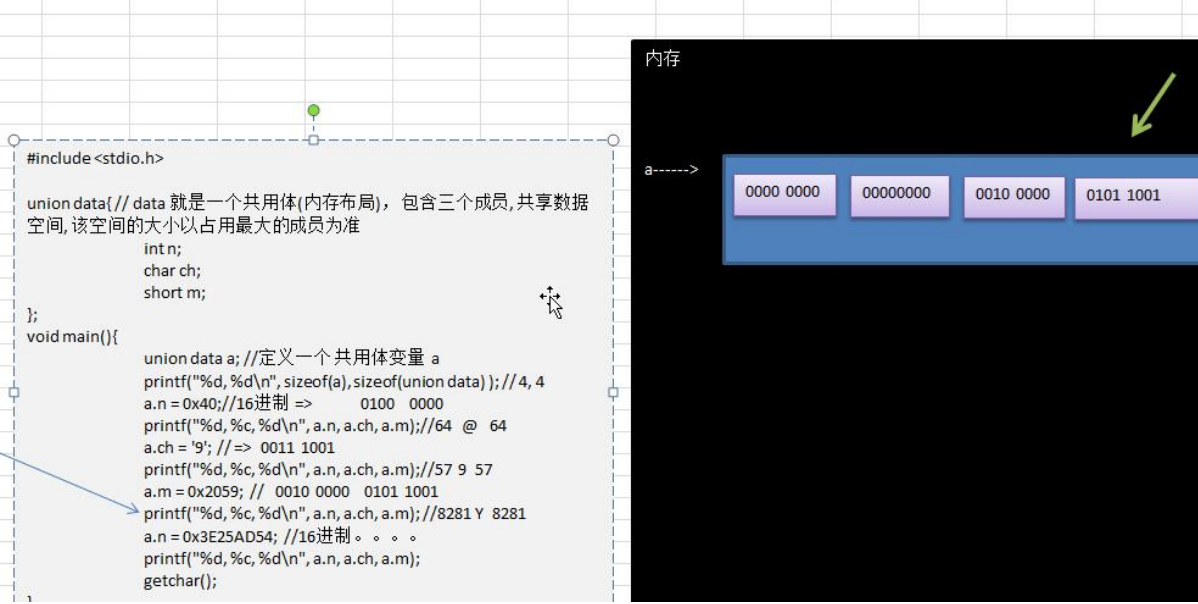 #include <stdio.h>
union data{ // data 就是一个共用体(内存布局)，包含三个成员, 共享数据
空间, 该空间的大小以占用最大的成员为准
int n;
char ch;
short m;
};
void main(){
union data a; //定义一个 共用体变量 a
printf("%d, %d\n", sizeof(a),sizeof(union data) ); // 4, 4
a.n = 0x40;//16进制 => 0100 0000
printf("%d, %c, %d\n", a.n, a.ch, a.m);//64 @ 64
a.ch = '9'; // => 0011 1001
printf("%d, %c, %d\n", a.n, a.ch, a.m);//57 9 57
a.m = 0x2059; // 0010 0000 0101 1001
printf("%d, %c, %d\n", a.n, a.ch, a.m);//8281 Y 8281
a.n = 0x3E25AD54; //16进制。。。。
printf("%d, %c, %d\n", a.n, a.ch, a.m);
getchar();
}
内存
a------>
0000 0000
00000000
0010 0000
0101 1001